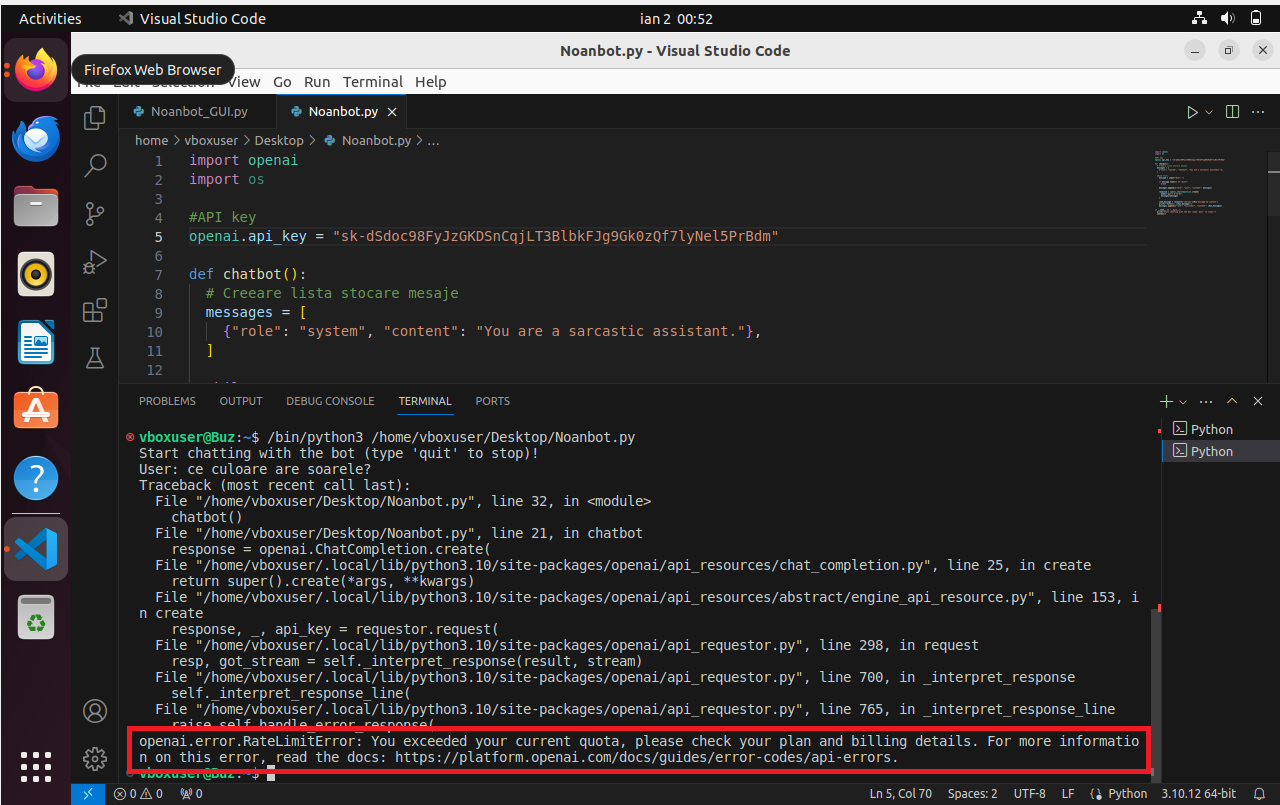 Activities
Visual Studio Code
ian 2 00:52
Noanbot.py - Visual Studio Code
Firefox Web Browser
View Go Run Terminal Help
Noanbot_GUI.py
Noanbot.py
home > vboxuser > Desktop > Noanbot.py > ...
1 import openai
2 import os
3
4 #API key
5 openai.api_key = "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"
6
7 def chatbot():
8 # Creeare lista stocare mesaje
9 messages = [
10 {"role": "system", "content": "You are a sarcastic assistant."},
11 ]
12
PROBLEMS OUTPUT DEBUG CONSOLE TERMINAL PORTS
vboxuser@Buz:~$ /bin/python3 /home/vboxuser/Desktop/Noanbot.py
Start chatting with the bot (type 'quit' to stop)!
User: ce culoare are soarele?
Traceback (most recent call last):
File "/home/vboxuser/Desktop/Noanbot.py", line 32, in <module>
chatbot()
File "/home/vboxuser/Desktop/Noanbot.py", line 21, in chatbot
response = openai.ChatCompletion.create(
File "/home/vboxuser/.local/lib/python3.10/site-packages/openai/api_resources/chat_completion.py", line 25, in create
return super().create(*args, **kwargs)
File "/home/vboxuser/.local/lib/python3.10/site-packages/openai/api_resources/abstract/engine_api_resource.py", line 153, i
n create
response, _, api_key = requestor.request(
File "/home/vboxuser/.local/lib/python3.10/site-packages/openai/api_requestor.py", line 298, in request
resp, got_stream = self._interpret_response(result, stream)
File "/home/vboxuser/.local/lib/python3.10/site-packages/openai/api_requestor.py", line 700, in _interpret_response
self._interpret_response_line(
File "/home/vboxuser/.local/lib/python3.10/site-packages/openai/api_requestor.py", line 765, in _interpret_response_line
raise self.handle_error_response(
openai.error.RateLimitError: You exceeded your current quota, please check your plan and billing details. For more informatio
n on this error, read the docs: https://platform.openai.com/docs/guides/error-codes/api-errors.
vboxuser@Buz:~$
Python
Python
0 0 0
Ln 5, Col 70 Spaces: 2 UTF-8 LF Python 3.10.12 64-bit